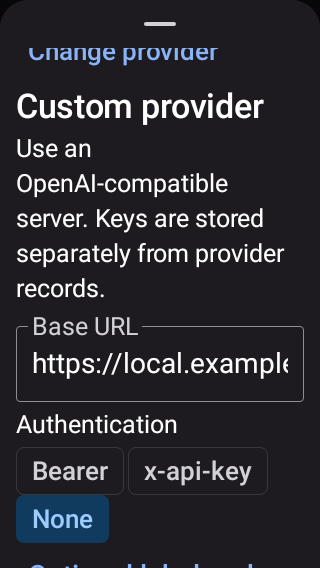 Change provider
Custom provider
Use an
OpenAI-compatible
server. Keys are stored
separately from provider
records.
Base URL
https://local.example
Authentication
Bearer
x-api-key
None